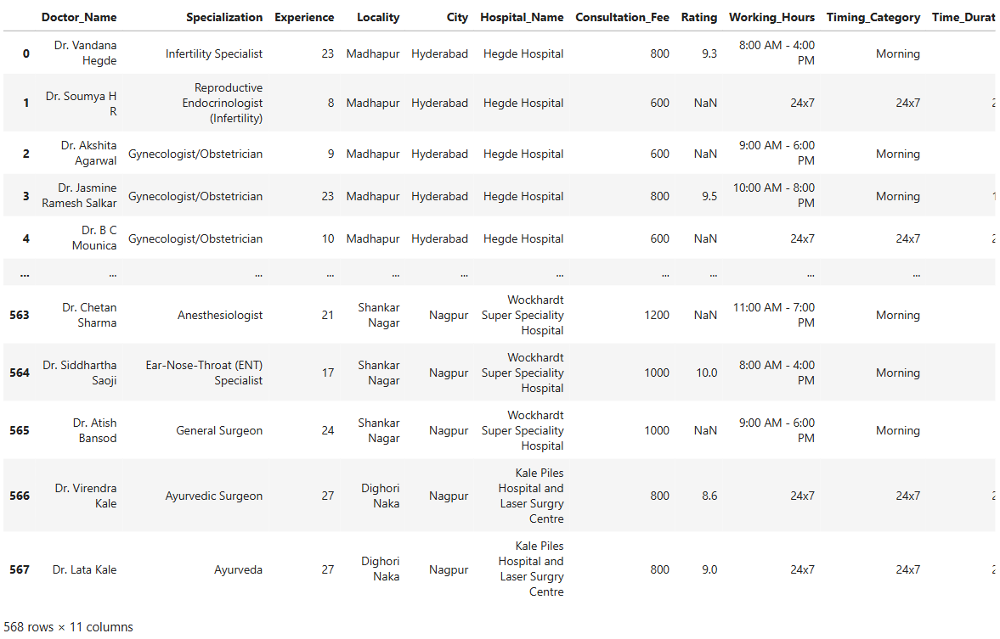 Doctor_Name Specialization Experience Locality City Hospital_Name Consultation_Fee Rating Working_Hours Timing_Category Time_Durat
0 Dr. Vandana Hegde Infertility Specialist 23 Madhapur Hyderabad Hegde Hospital 800 9.3 8:00 AM - 4:00 PM Morning
1 Dr. Soumya H R Reproductive Endocrinologist (Infertility) 8 Madhapur Hyderabad Hegde Hospital 600 NaN 24x7 24x7
2 Dr. Akshita Agarwal Gynecologist/Obstetrician 9 Madhapur Hyderabad Hegde Hospital 600 NaN 9:00 AM - 6:00 PM Morning
3 Dr. Jasmine Ramesh Salkar Gynecologist/Obstetrician 23 Madhapur Hyderabad Hegde Hospital 800 9.5 10:00 AM - 8:00 PM Morning
4 Dr. B C Mounica Gynecologist/Obstetrician 10 Madhapur Hyderabad Hegde Hospital 600 NaN 24x7 24x7
... ... ... ... ... ... ... ... ... ... ...
563 Dr. Chetan Sharma Anesthesiologist 21 Shankar Nagar Nagpur Wockhardt Super Speciality Hospital 1200 NaN 11:00 AM - 7:00 PM Morning
564 Dr. Siddhartha Saoji Ear-Nose-Throat (ENT) Specialist 17 Shankar Nagar Nagpur Wockhardt Super Speciality Hospital 1000 10.0 8:00 AM - 4:00 PM Morning
565 Dr. Atish Bansod General Surgeon 24 Shankar Nagar Nagpur Wockhardt Super Speciality Hospital 1000 NaN 9:00 AM - 6:00 PM Morning
566 Dr. Virendra Kale Ayurvedic Surgeon 27 Dighori Naka Nagpur Kale Piles Hospital and Laser Surgry Centre 800 8.6 24x7 24x7
567 Dr. Lata Kale Ayurveda 27 Dighori Naka Nagpur Kale Piles Hospital and Laser Surgry Centre 800 9.0 24x7 24x7
568 rows × 11 columns